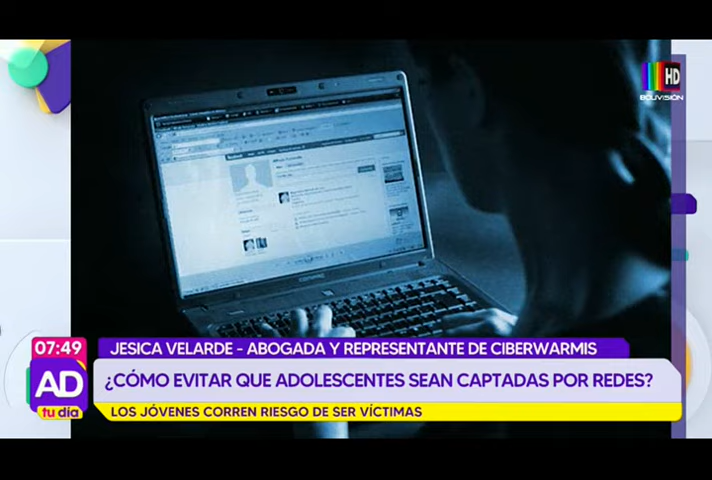 facebook
HD
BOLIVISIÓN
07:49
JESICA VELARDE - ABOGADA Y REPRESENTANTE DE CIBERWARMIS
AD
¿CÓMO EVITAR QUE ADOLESCENTES SEAN CAPTADAS POR REDES?
tu día
LOS JÓVENES CORREN RIESGO DE SER VÍCTIMAS